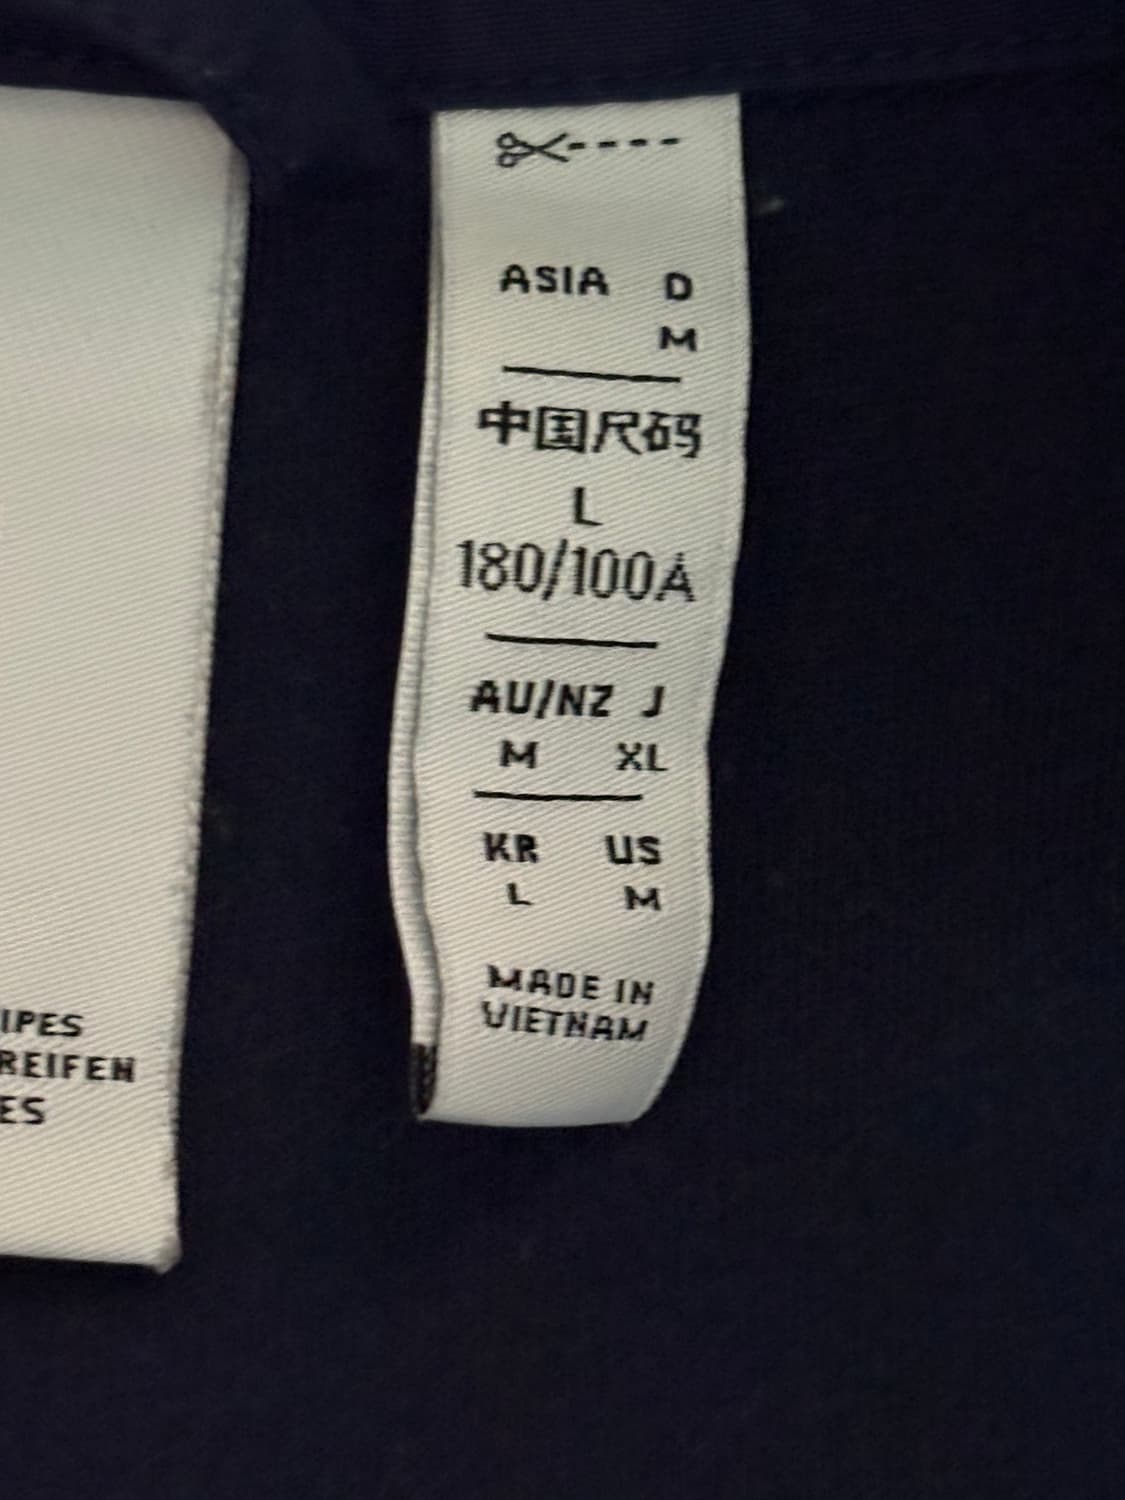 ASIA D
M
中国尺码
L
180/100A
AU/NZ J
M XL
KR US
L M
MADE IN
VIETNAM
IPES
REIFEN
ES